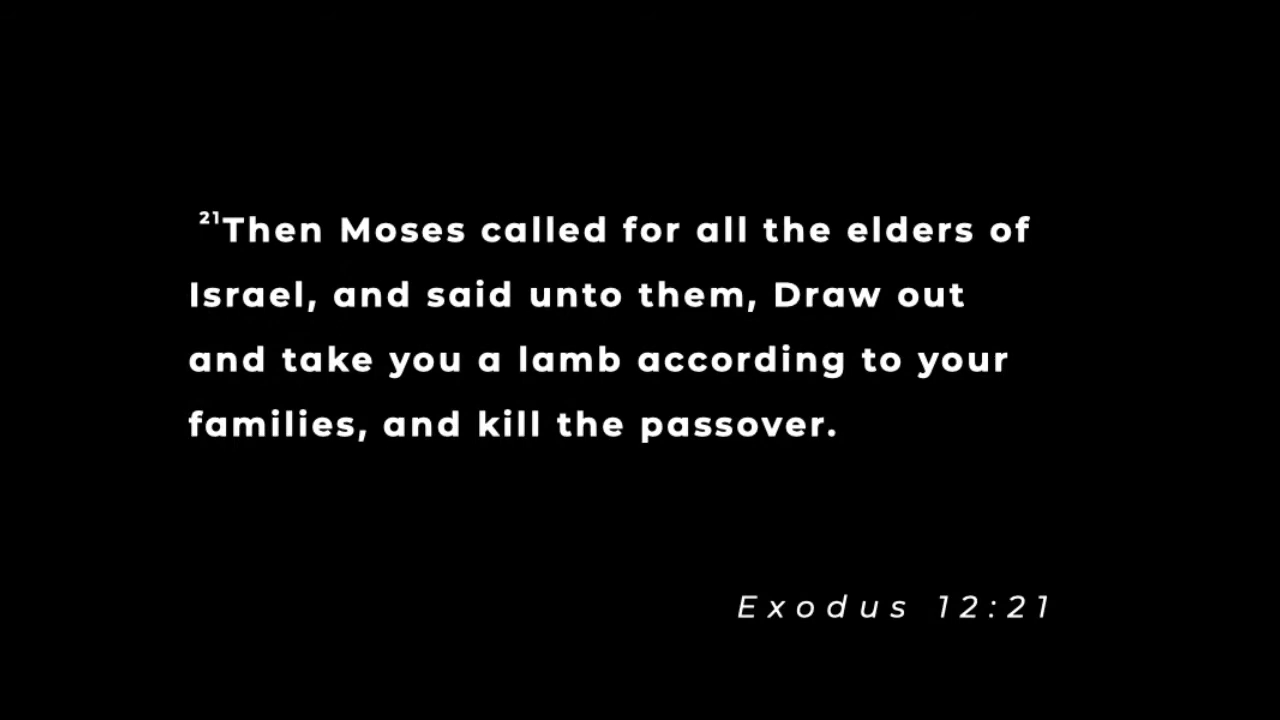 21Then Moses called for all the elders of
Israel, and said unto them, Draw out
and take you a lamb according to your
families, and kill the passover.
Exodus 12:21